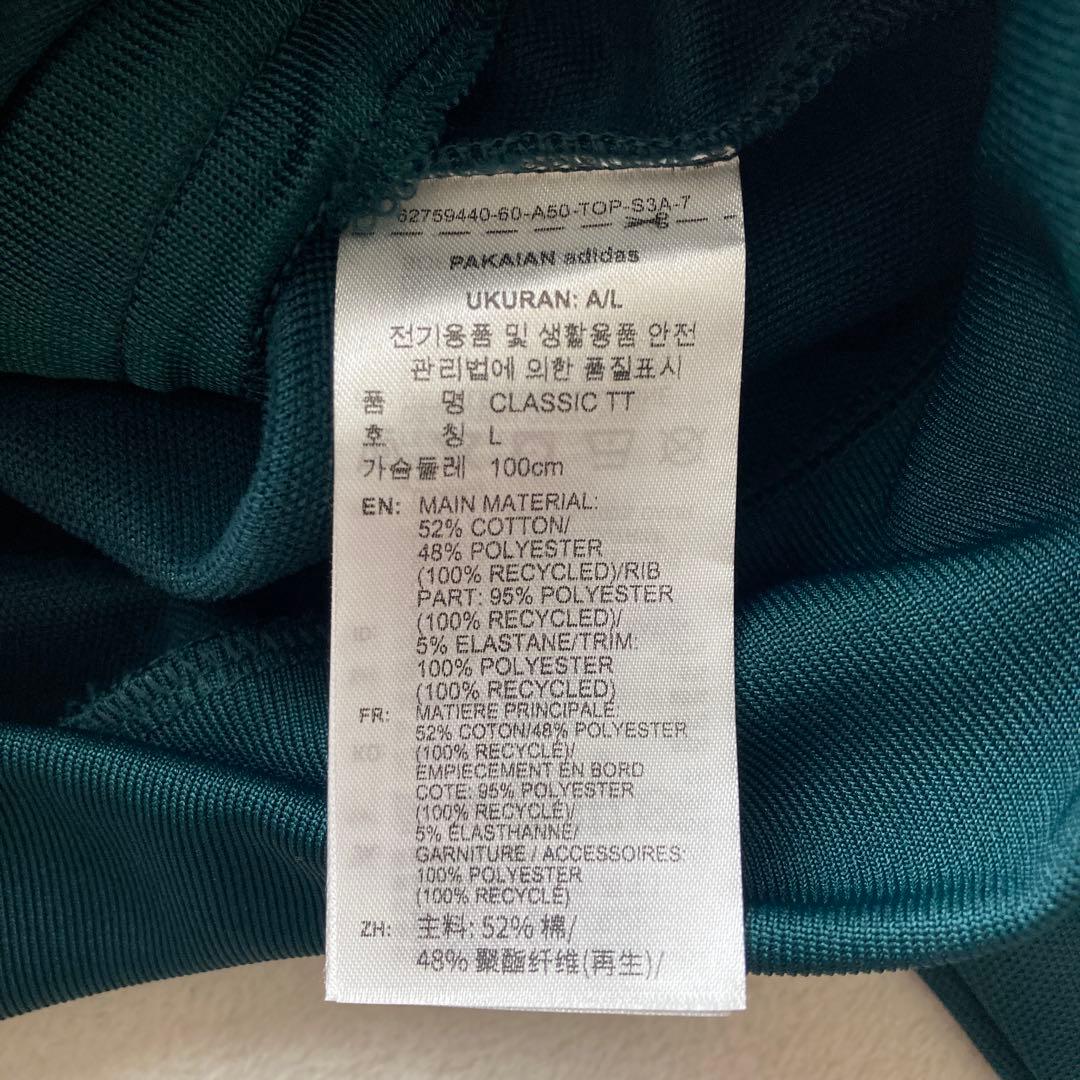 62759440-60-A50-TOP-S3A-7
PAKAIAN adidas
UKURAN: A/L
전기용품 및 생활용품 안전
관리법에 의한 품질표시
품 명 CLASSIC TT
호 칭 L
가슴둘레 100cm
EN: MAIN MATERIAL:
52% COTTON/
48% POLYESTER
(100% RECYCLED)/RIB
PART: 95% POLYESTER
(100% RECYCLED)/
5% ELASTANE/TRIM:
100% POLYESTER
(100% RECYCLED)
FR: MATIERE PRINCIPALE:
52% COTON/48% POLYESTER
(100% RECYCLÉ)/
EMPIECEMENT EN BORD
COTE: 95% POLYESTER
(100% RECYCLÉ)/
5% ÉLASTHANNE/
GARNITURE / ACCESSOIRES:
100% POLYESTER
(100% RECYCLÉ)
ZH: 主料: 52% 棉/
48% 聚酯纤维(再生)/